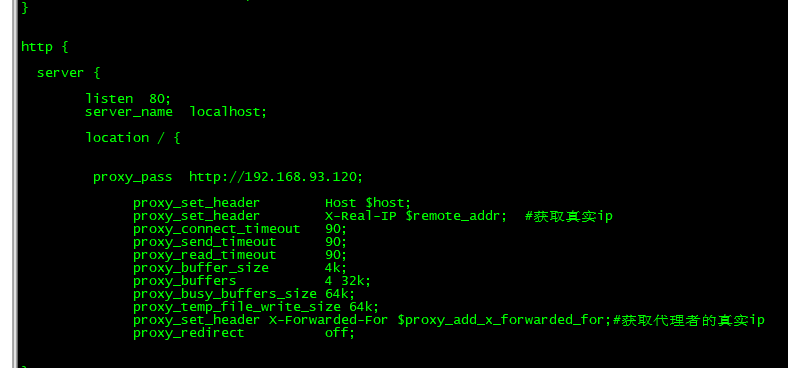 }
http {
server {
listen 80;
server_name localhost;
location / {
proxy_pass http://192.168.93.120;
proxy_set_header Host $host;
proxy_set_header X-Real-IP $remote_addr; #获取真实ip
proxy_connect_timeout 90;
proxy_send_timeout 90;
proxy_read_timeout 90;
proxy_buffer_size 4k;
proxy_buffers 4 32k;
proxy_busy_buffers_size 64k;
proxy_temp_file_write_size 64k;
proxy_set_header X-Forwarded-For $proxy_add_x_forwarded_for;#获取代理者的真实ip
proxy_redirect off;